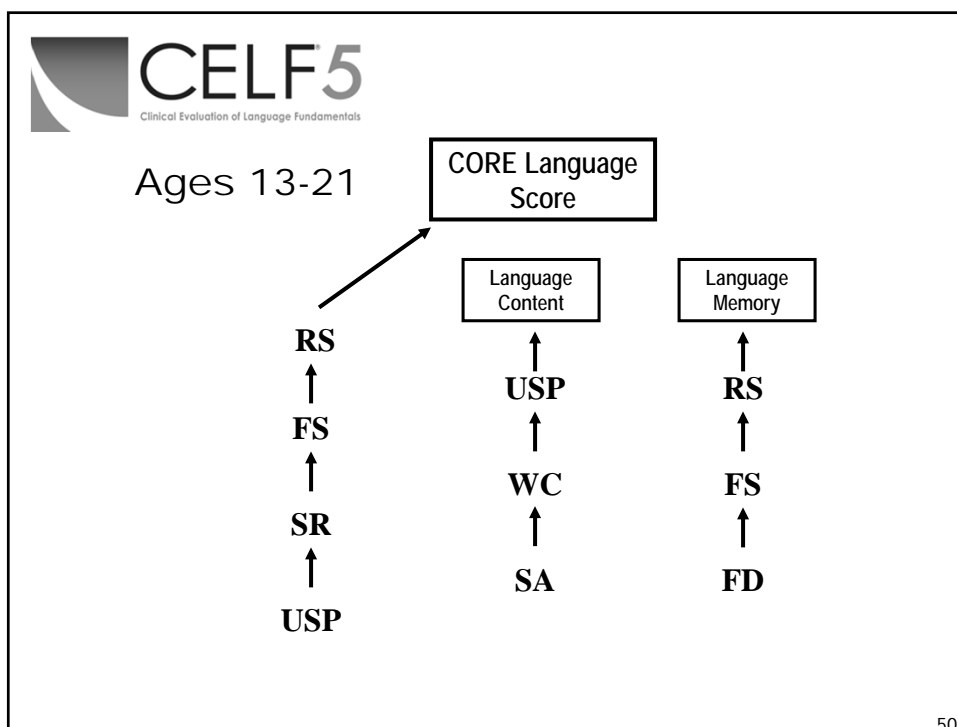 CELF5
Clinical Evaluation of Language Fundamentals
Ages 13-21
CORE Language
Score
Language
Content
Language
Memory
RS
FS
SR
USP
USP
WC
SA
RS
FS
FD
50